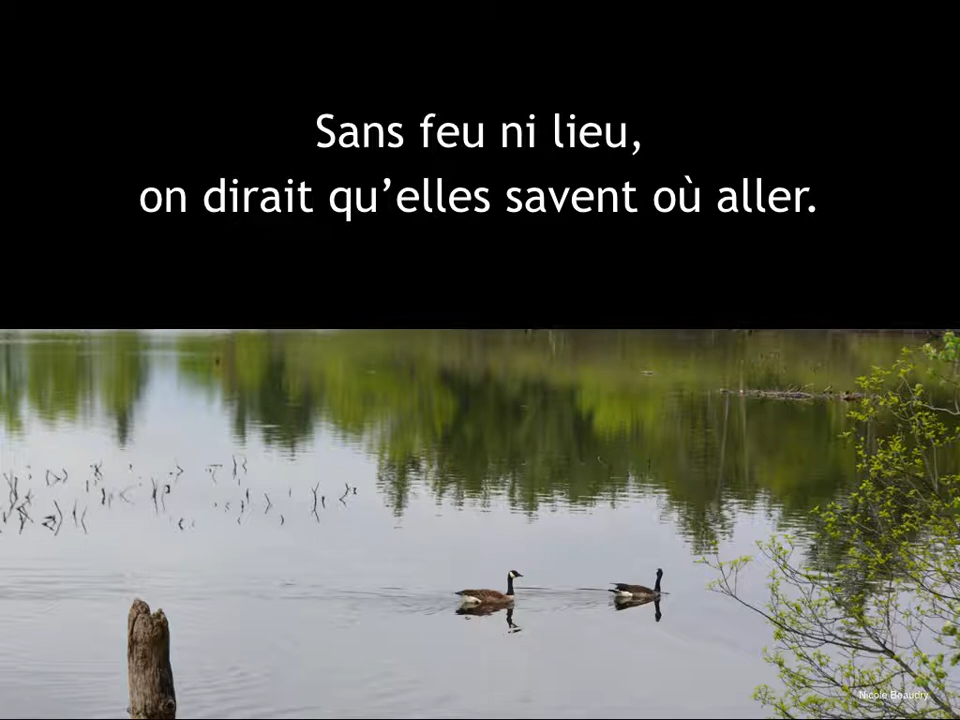 Sans feu ni lieu,
on dirait qu’elles savent où aller.
Nicole Beaudry